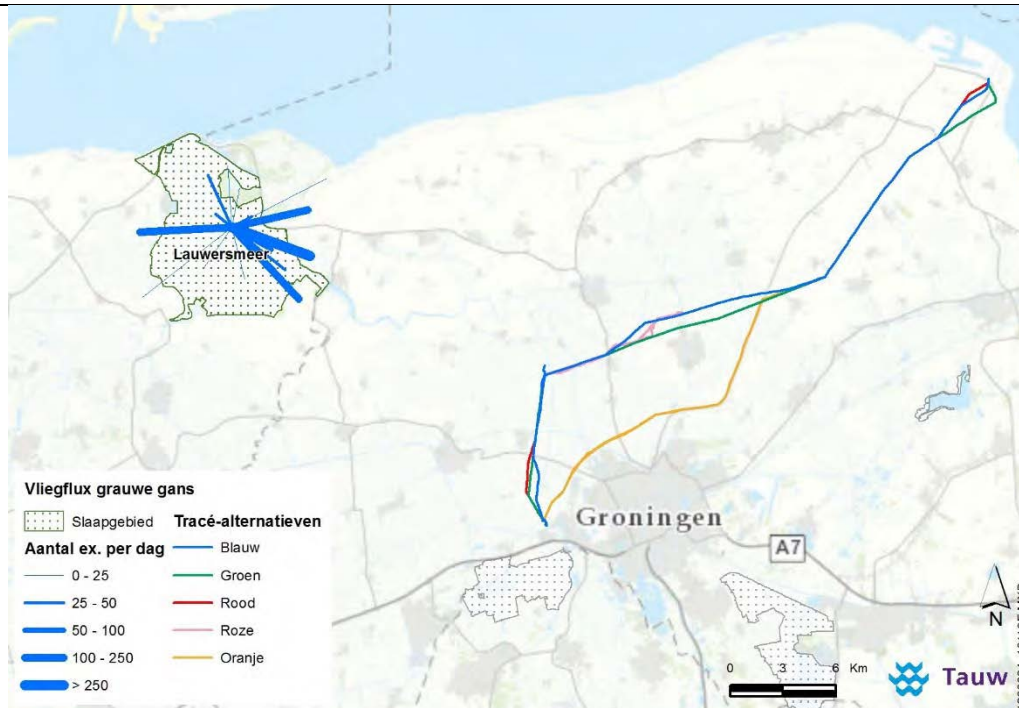 Lauwersmeer
Groningen
A7
Vliegflux grauwe gans
Slaapgebied
Aantal ex. per dag
0 - 25
25 - 50
50 - 100
100 - 250
> 250
Tracé-alternatieven
Blauw
Groen
Rood
Roze
Oranje
N
0 3 6 Km
Tauw